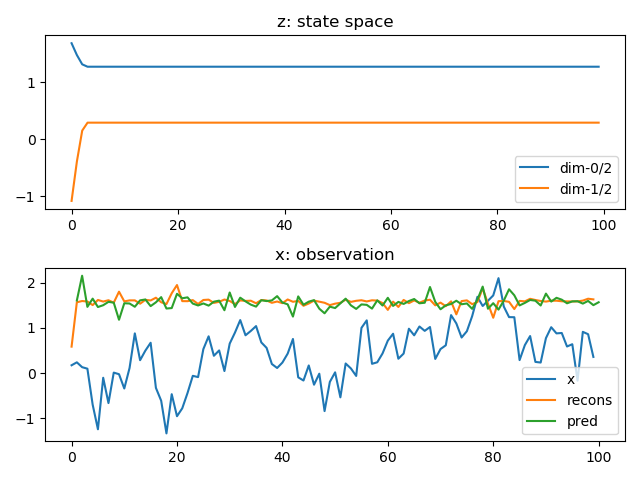 z: state space
1
0
−1
dim-0/2
dim-1/2
0 20 40 60 80 100
x: observation
2
1
0
−1
x
recons
pred
0 20 40 60 80 100